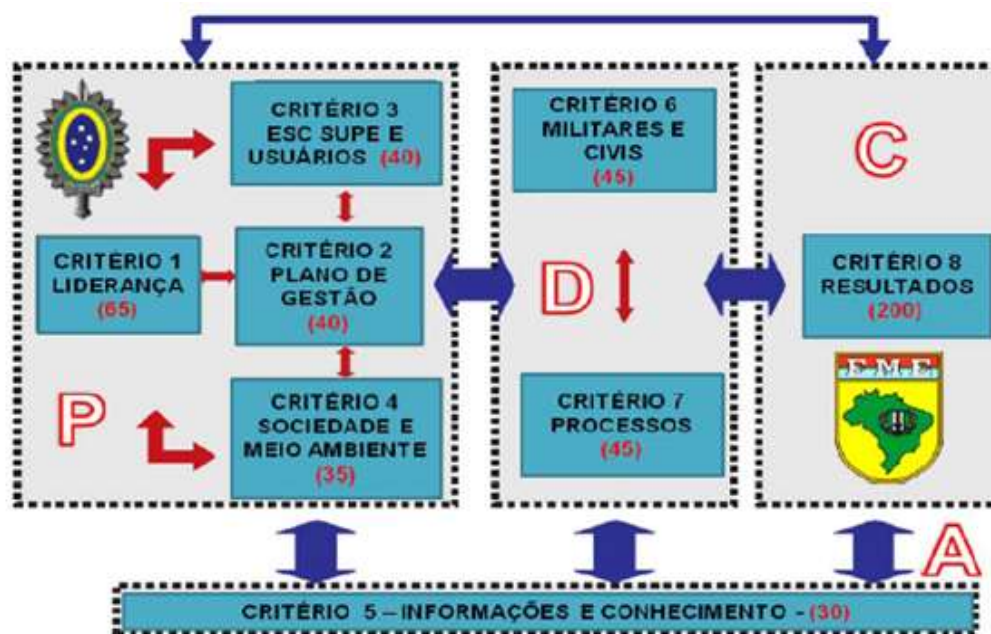 CRITÉRIO 3
ESC SUPE E
USUÁRIOS (40)
CRITÉRIO 1
LIDERANÇA
(65)
CRITÉRIO 2
PLANO DE
GESTÃO
(40)
P
CRITÉRIO 4
SOCIEDADE E
MEIO AMBIENTE
(35)
CRITÉRIO 6
MILITARES E
CIVIS
(45)
D
CRITÉRIO 7
PROCESSOS
(45)
C
CRITÉRIO 8
RESULTADOS
(200)
EME
A
CRITÉRIO 5 – INFORMAÇÕES E CONHECIMENTO - (30)